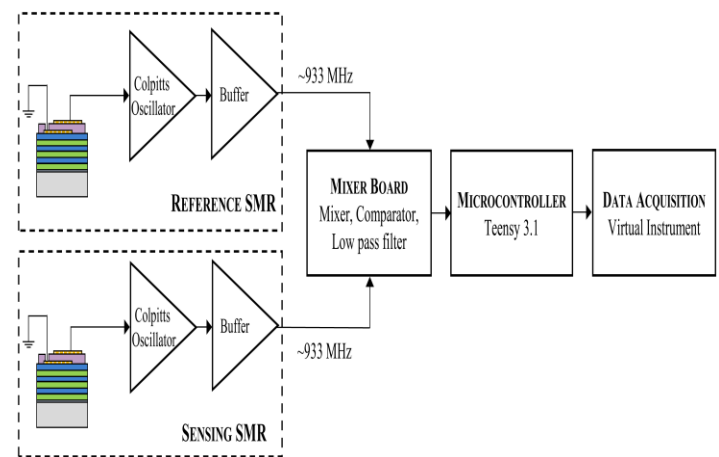 Colpitts
Oscillator
Buffer
~933 MHz
REFERENCE SMR
MIXER BOARD
Mixer, Comparator,
Low pass filter
MICROCONTROLLER
Teensy 3.1
DATA ACQUISITION
Virtual Instrument
Colpitts
Oscillator
Buffer
~933 MHz
SENSING SMR